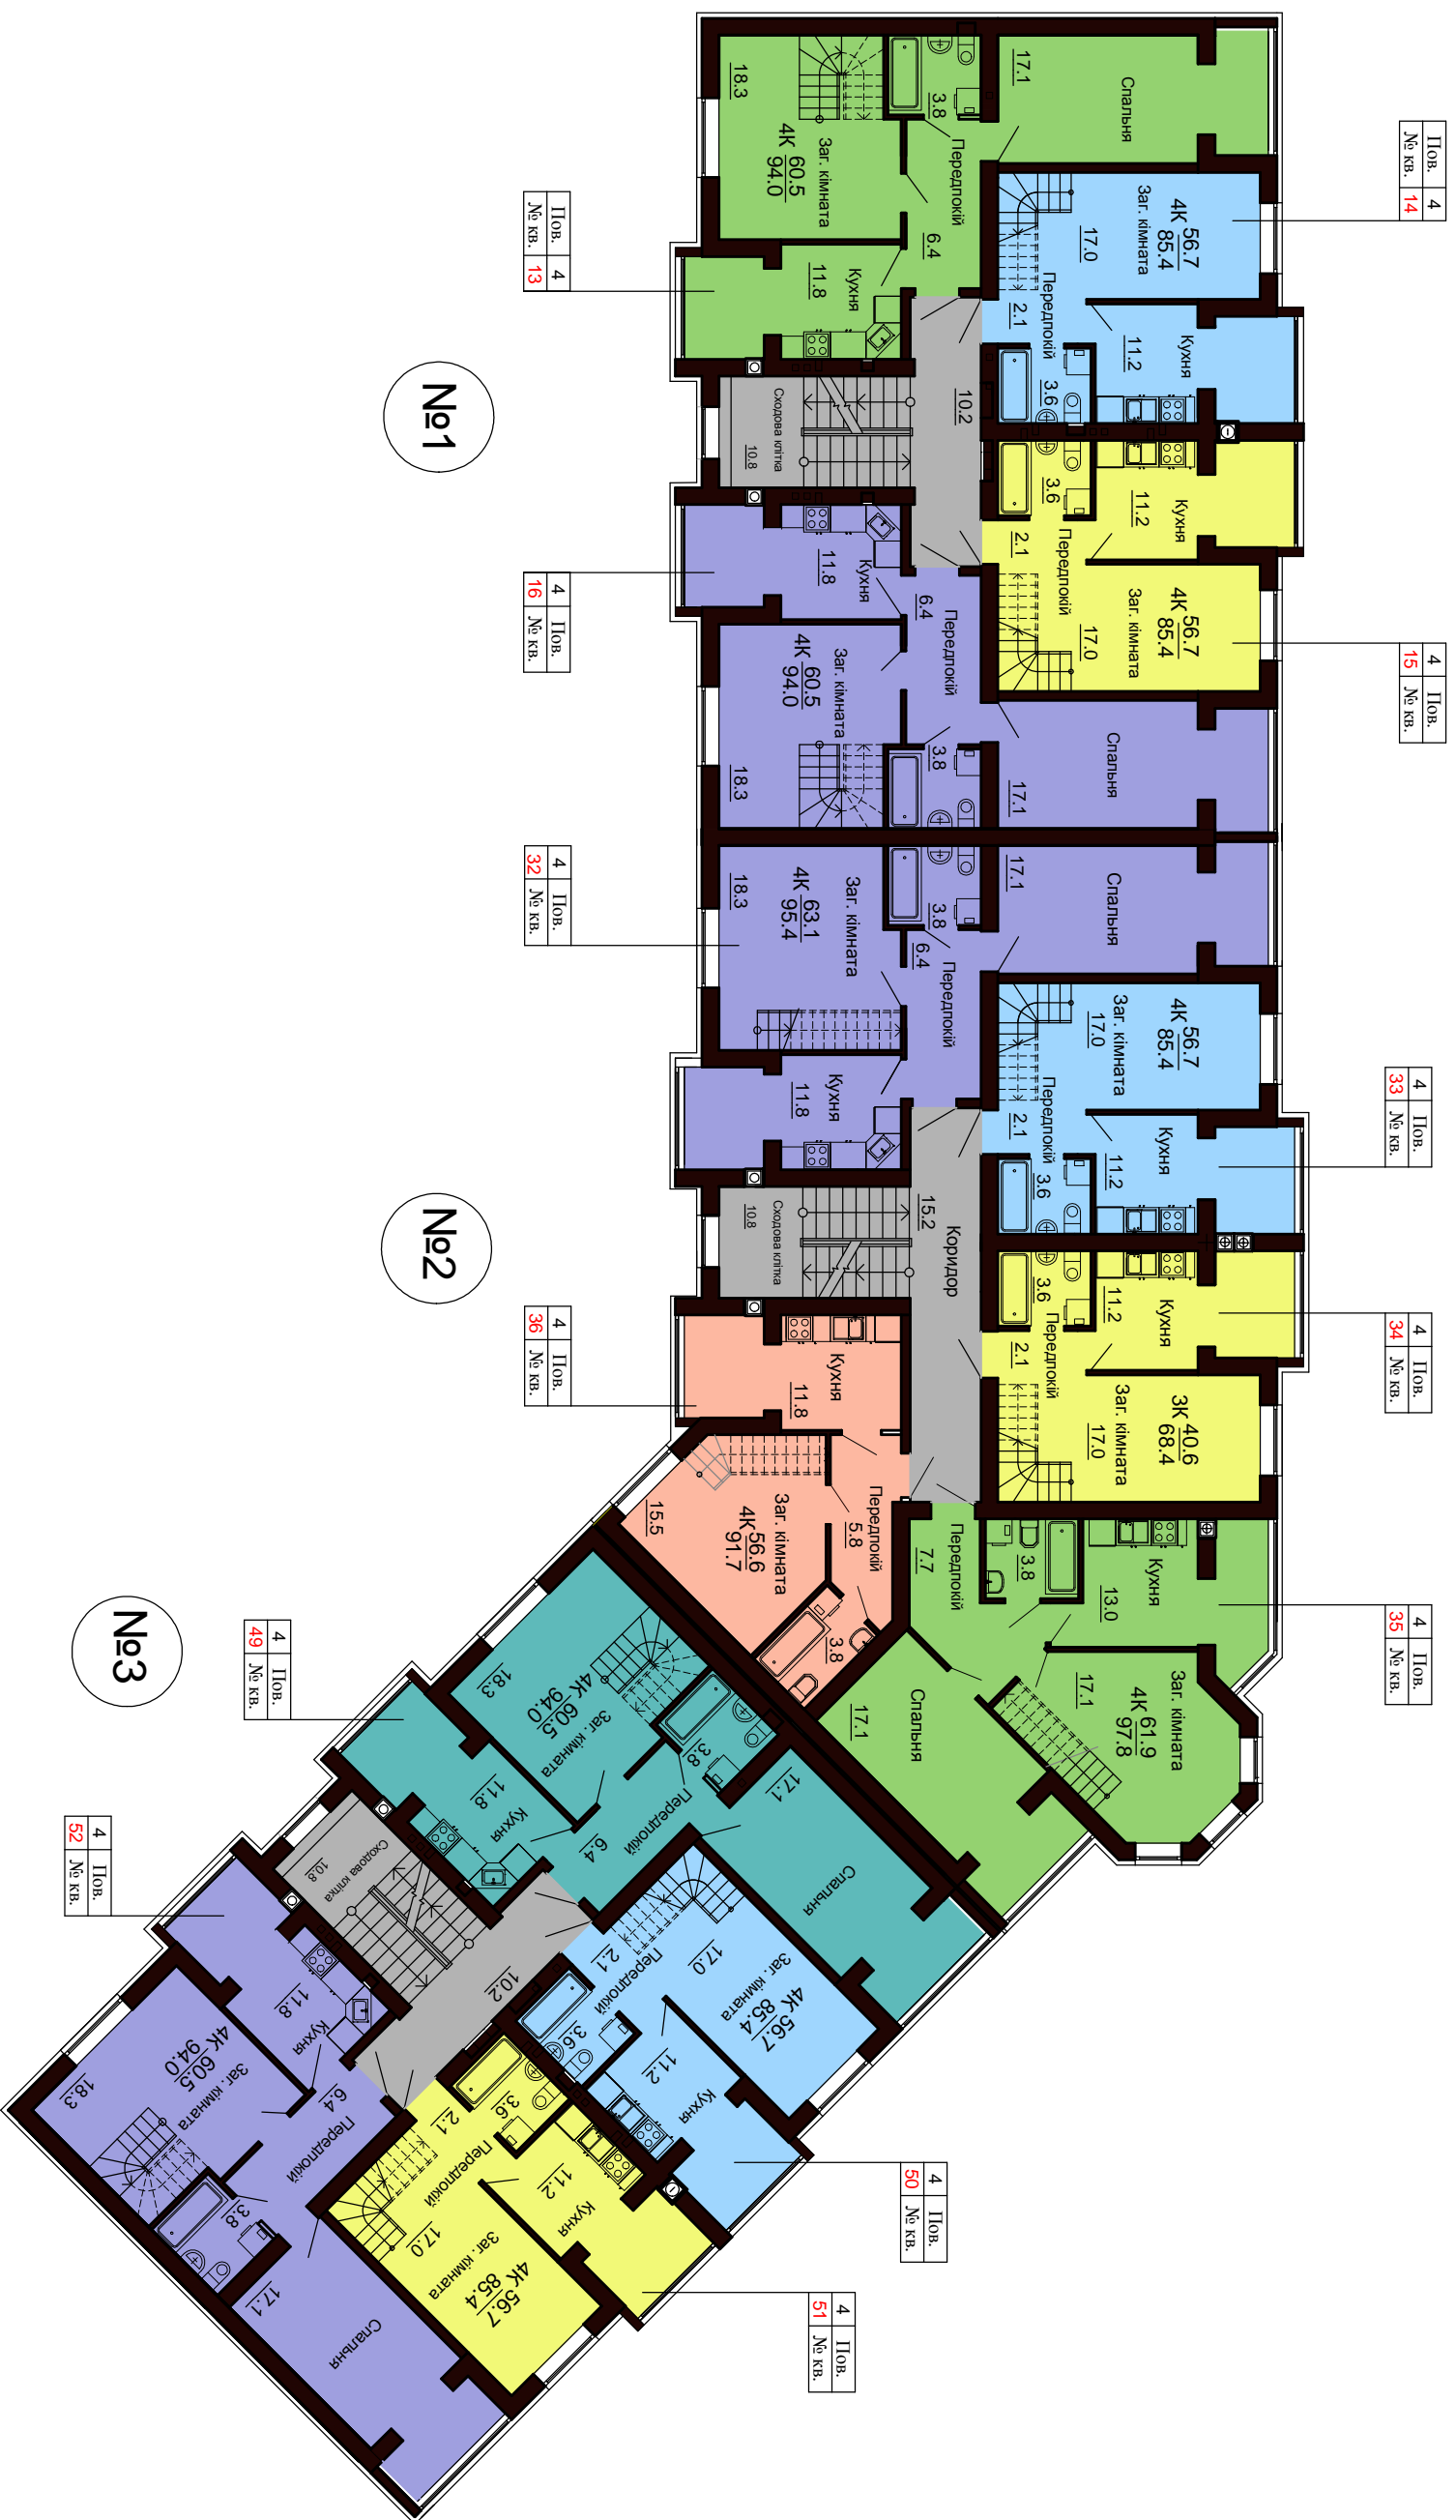 Пов. 4
№ кв. 14
4 Пов.
15 № кв.
4 Пов.
33 № кв.
4 Пов.
34 № кв.
4 Пов.
35 № кв.
Спальня
17.1
3.8
Передпокій
6.4
Заг. кімната
4К 60.5
94.0
18.3
Кухня
11.8
Пов. 4
№ кв. 13
4К 56.7
85.4
Заг. кімната
17.0
Передпокій
2.1
Кухня
11.2
3.6
10.2
Сходова клітка
10.8
№1
Кухня
11.2
3.6
2.1
Передпокій
4К 56.7
85.4
Заг. кімната
17.0
Кухня
11.8
6.4
Передпокій
4К 60.5
94.0
Заг. кімната
18.3
3.8
Спальня
17.1
4 Пов.
16 № кв.
Спальня
17.1
3.8
6.4
Передпокій
Заг. кімната
4К 63.1
95.4
18.3
Кухня
11.8
4 Пов.
32 № кв.
4К 56.7
85.4
Заг. кімната
17.0
Передпокій
2.1
Кухня
11.2
3.6
Коридор
15.2
Сходова клітка
10.8
№2
3.6
Кухня
11.2
Передпокій
2.1
3К 40.6
68.4
Заг. кімната
17.0
Кухня
11.8
Передпокій
5.8
Заг. кімната
4К 56.6
91.7
15.5
3.8
4 Пов.
36 № кв.
Передпокій
7.7
3.8
Кухня
13.0
Заг. кімната
4К 61.9
97.8
17.1
Спальня
17.1
18.3
4К 60.5
94.0
Заг. кімната
3.8
Передпокій
6.4
Кухня
11.8
Спальня
17.1
4 Пов.
49 № кв.
№3
Сходова клітка
10.8
10.2
Передпокій
2.1
17.0
Заг. кімната
4К 56.7
85.4
3.6
Кухня
11.2
4 Пов.
50 № кв.
3.6
2.1
Передпокій
Кухня
11.2
17.0
Заг. кімната
4К 56.7
85.4
4 Пов.
51 № кв.
Кухня
11.8
6.4
Передпокій
4К 60.5
94.0
Заг. кімната
18.3
3.8
Спальня
17.1
4 Пов.
52 № кв.